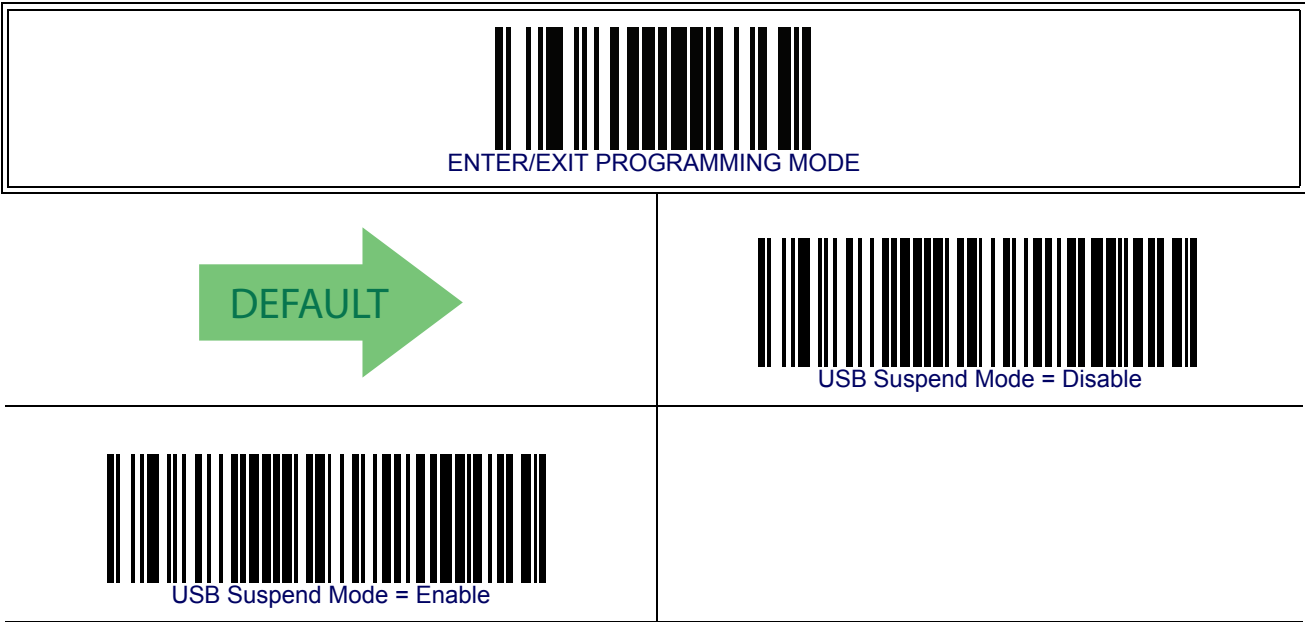 ENTER/EXIT PROGRAMMING MODE
DEFAULT
USB Suspend Mode = Disable
USB Suspend Mode = Enable